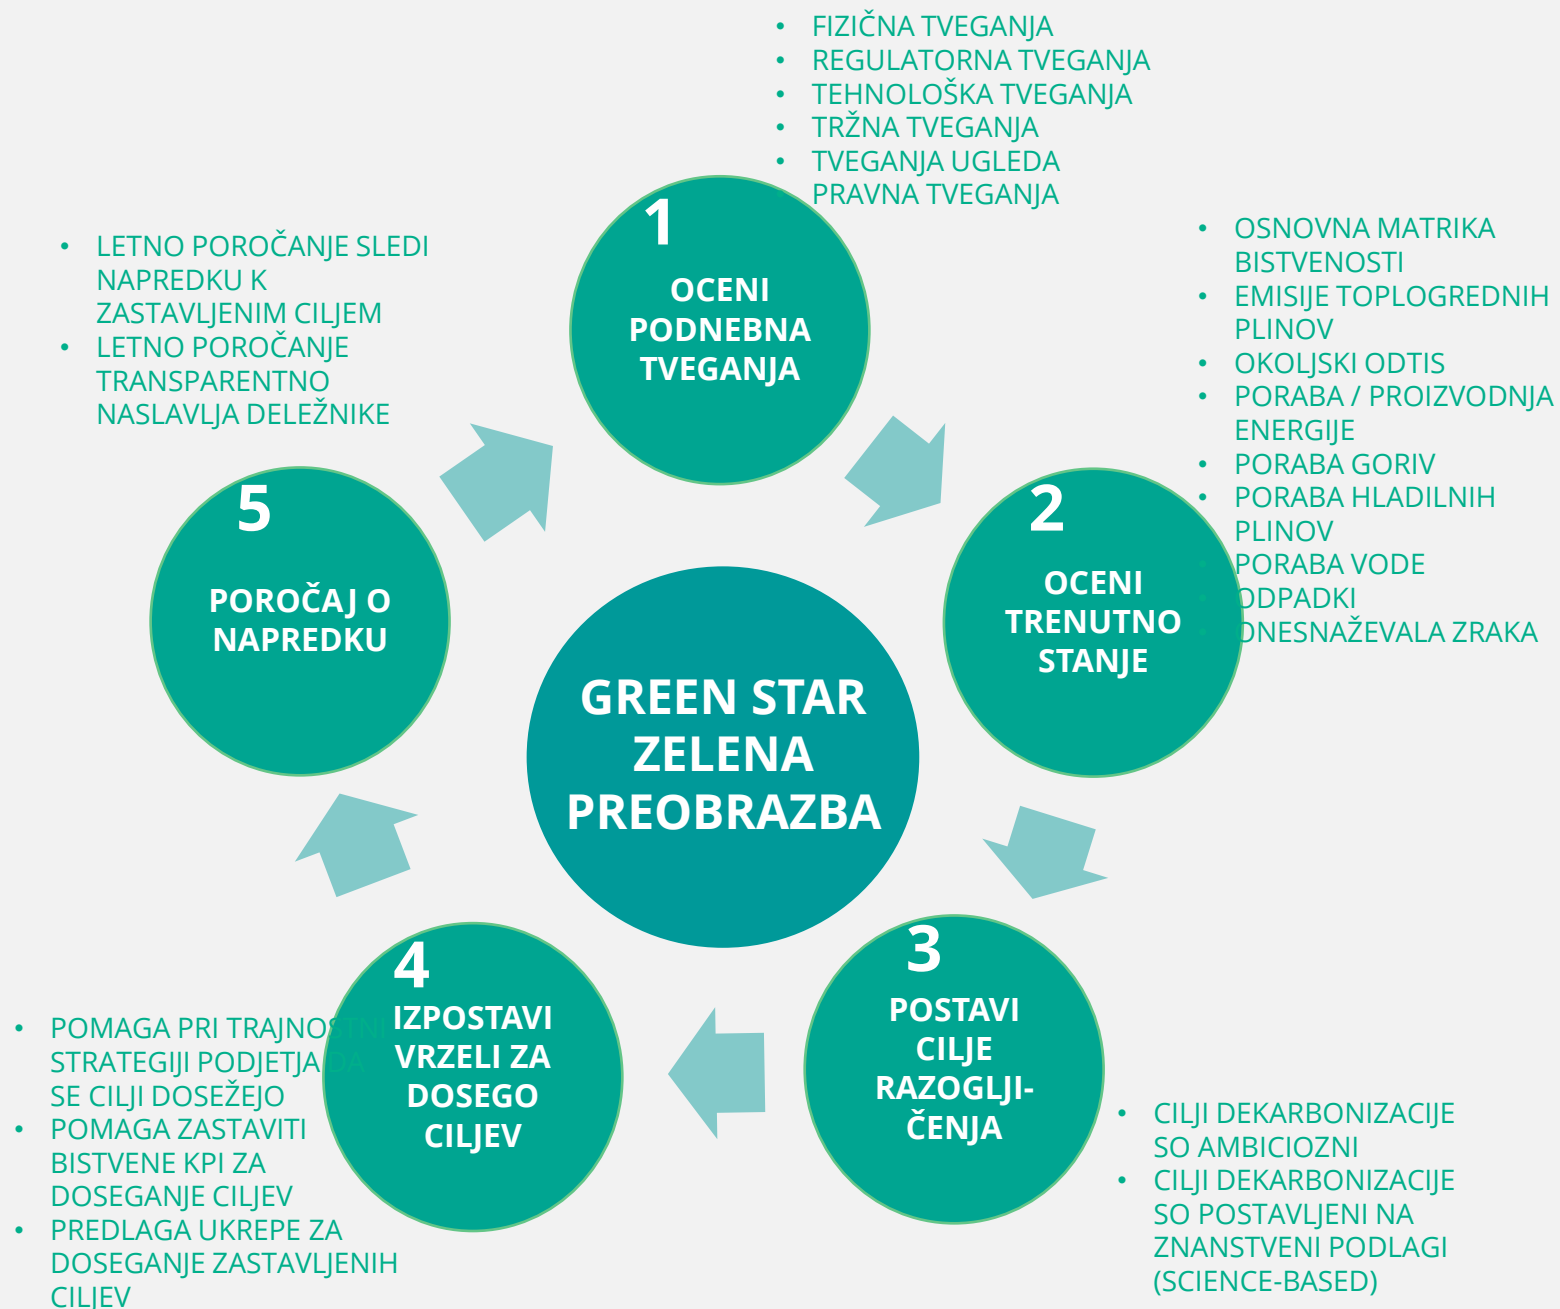 • FIZIČNA TVEGANJA
• REGULATORNA TVEGANJA
• TEHNOLOŠKA TVEGANJA
• TRŽNA TVEGANJA
• TVEGANJA UGLEDA
PRAVNA TVEGANJA
1
OCENI
PODNEBNA
TVEGANJA
• OSNOVNA MATRIKA
BISTVENOSTI
• EMISIJE TOPLOGREDNIH
PLINOV
• OKOLJSKI ODTIS
• PORABA / PROIZVODNJA
ENERGIJE
• PORABA GORIV
• PORABA HLADILNIH
PLINOV
• PORABA VODE
• ODPADKI
• ONESNAŽEVALA ZRAKA
2
OCENI
TRENUTNO
STANJE
3
POSTAVI
CILJE
RAZOGLJI-
ČENJA
• CILJI DEKARBONIZACIJE
SO AMBICIOZNI
• CILJI DEKARBONIZACIJE
SO POSTAVLJENI NA
ZNANSTVENI PODLAGI
(SCIENCE-BASED)
4
IZPOSTAVI
VRZELI ZA
DOSEGO
CILJEV
• POMAGA PRI
STRATEGIJI PODJETJA DA
SE CILJI DOSEŽEJO
• POMAGA ZASTAVITI
BISTVENE KPI ZA
DOSEGANJE CILJEV
• PREDLAGA UKREPE ZA
DOSEGANJE ZASTAVLJENIH
CILJEV
5
POROČAJ O
NAPREDKU
• LETNO POROČANJE SLEDI
NAPREDKU K
ZASTAVLJENIM CILJEM
• LETNO POROČANJE
TRANSPARENTNO
NASLAVLJA DELEŽNIKE
GREEN STAR
ZELENA
PREOBRAZBA